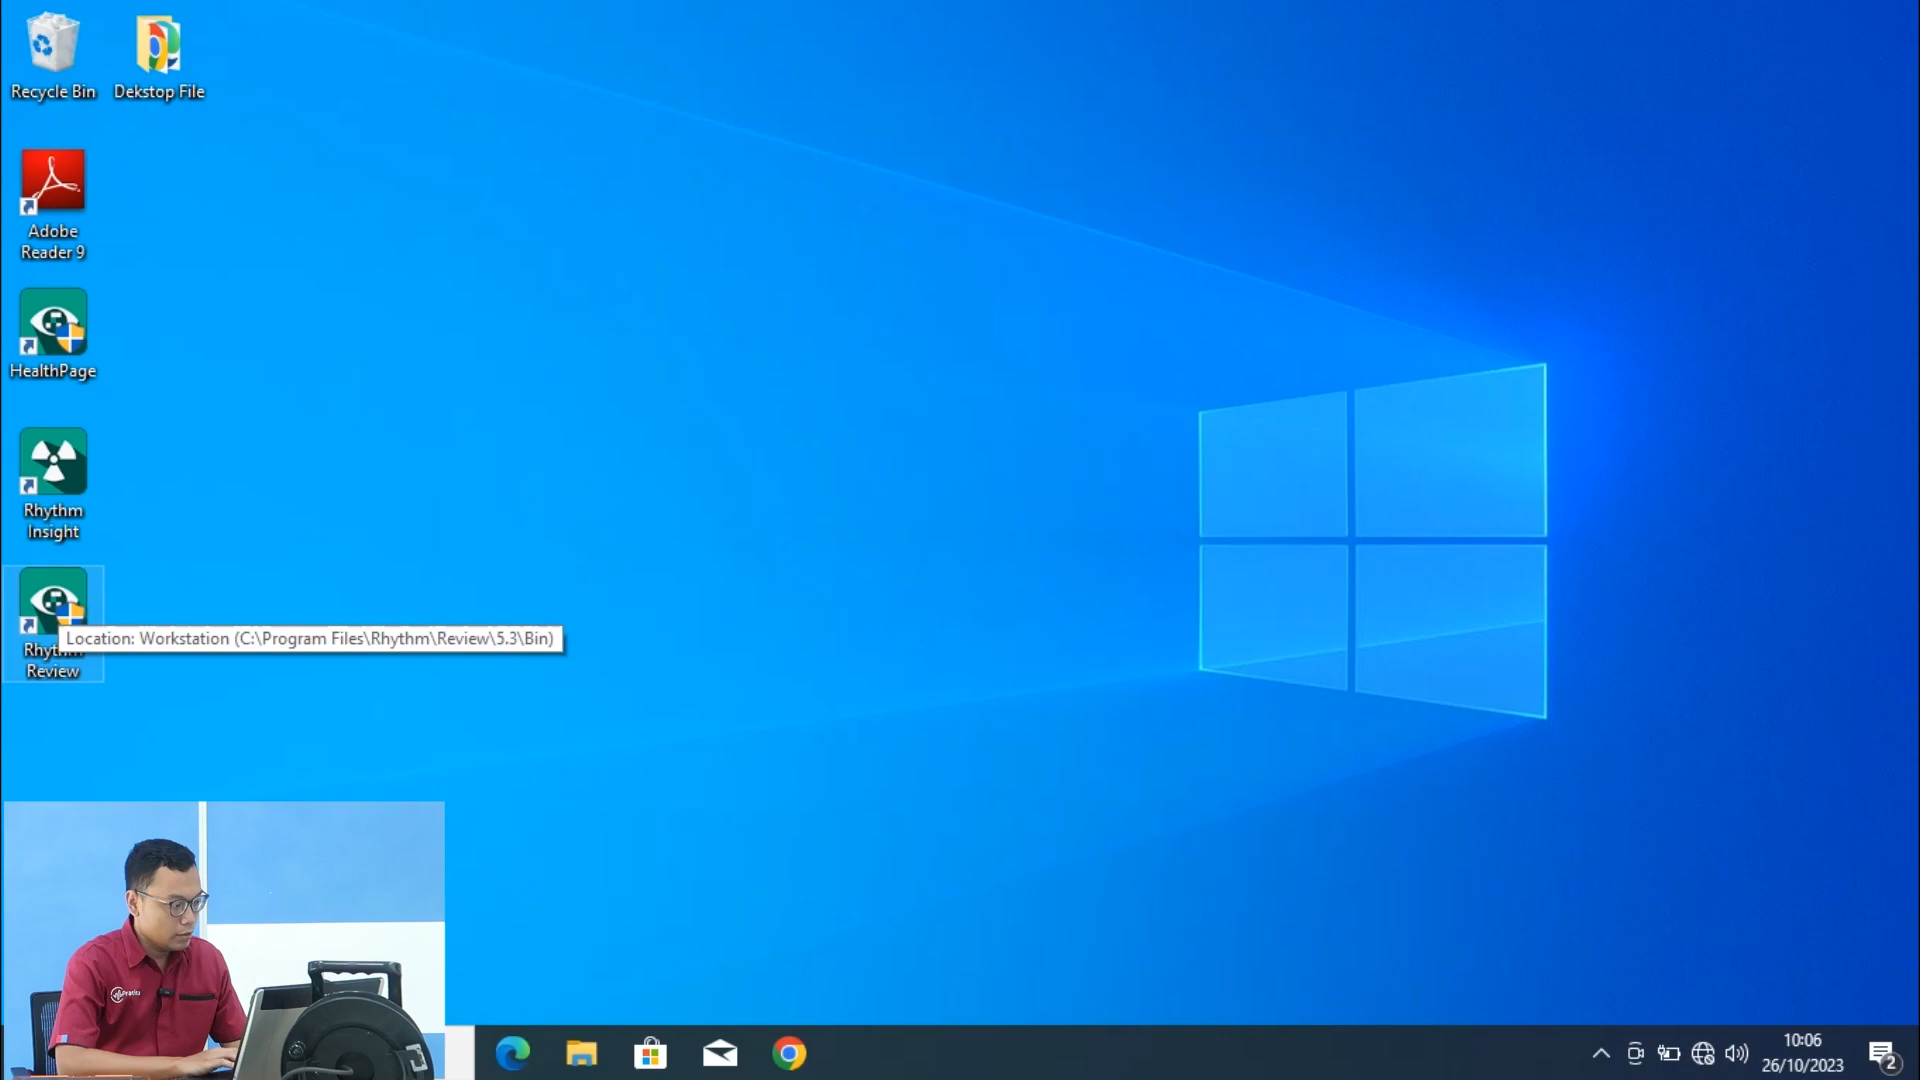 Recycle Bin
Dekstop File
Adobe
Reader 9
HealthPage
Rhythm
Insight
Location: Workstation (C:\Program Files\Rhythm\Review\5.3\Bin)
Review
10:06
26/10/2023
2